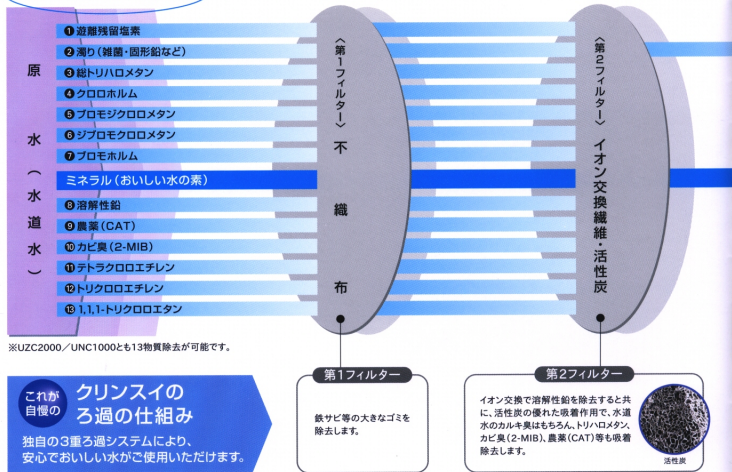 原水（水道水）
❶遊離残留塩素
❷濁り（雑菌・固形鉛など）
❸総トリハロメタン
❹クロロホルム
❺ブロモジクロロメタン
❻ジブロモクロロメタン
❼ブロモホルム
ミネラル（おいしい水の素）
❽溶解性鉛
❾農薬（CAT）
❿カビ臭（2-MIB）
⓫テトラクロロエチレン
⓬トリクロロエチレン
⓭1,1,1-トリクロロエタン
〈第1フィルター〉不織布
〈第2フィルター〉イオン交換繊維・活性炭
※UZC2000／UNC1000とも13物質除去が可能です。
これが
自慢の
クリンスイの
ろ過の仕組み
独自の3重ろ過システムにより、
安心でおいしい水がご使用いただけます。
第1フィルター
鉄サビ等の大きなゴミを
除去します。
第2フィルター
イオン交換で溶解性鉛を除去すると共
に、活性炭の優れた吸着作用で、水道
水のカルキ臭はもちろん、トリハロメタン、
カビ臭（2-MIB）、農薬（CAT）等も吸着
除去します。
活性炭